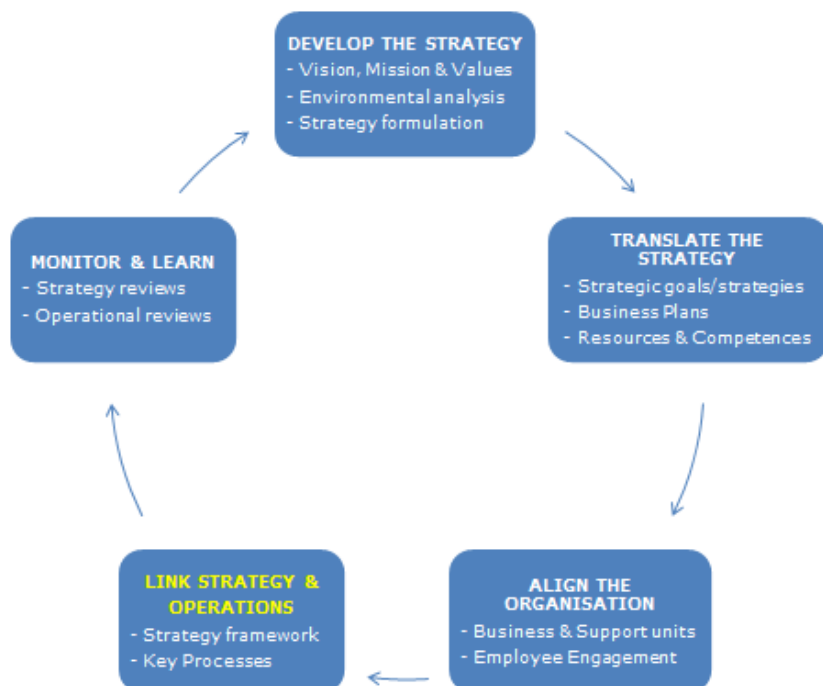 DEVELOP THE STRATEGY
- Vision, Mission & Values
- Environmental analysis
- Strategy formulation
TRANSLATE THE
STRATEGY
- Strategic goals/strategies
- Business Plans
- Resources & Competences
ALIGN THE
ORGANISATION
- Business & Support units
- Employee Engagement
LINK STRATEGY &
OPERATIONS
- Strategy framework
- Key Processes
MONITOR & LEARN
- Strategy reviews
- Operational reviews